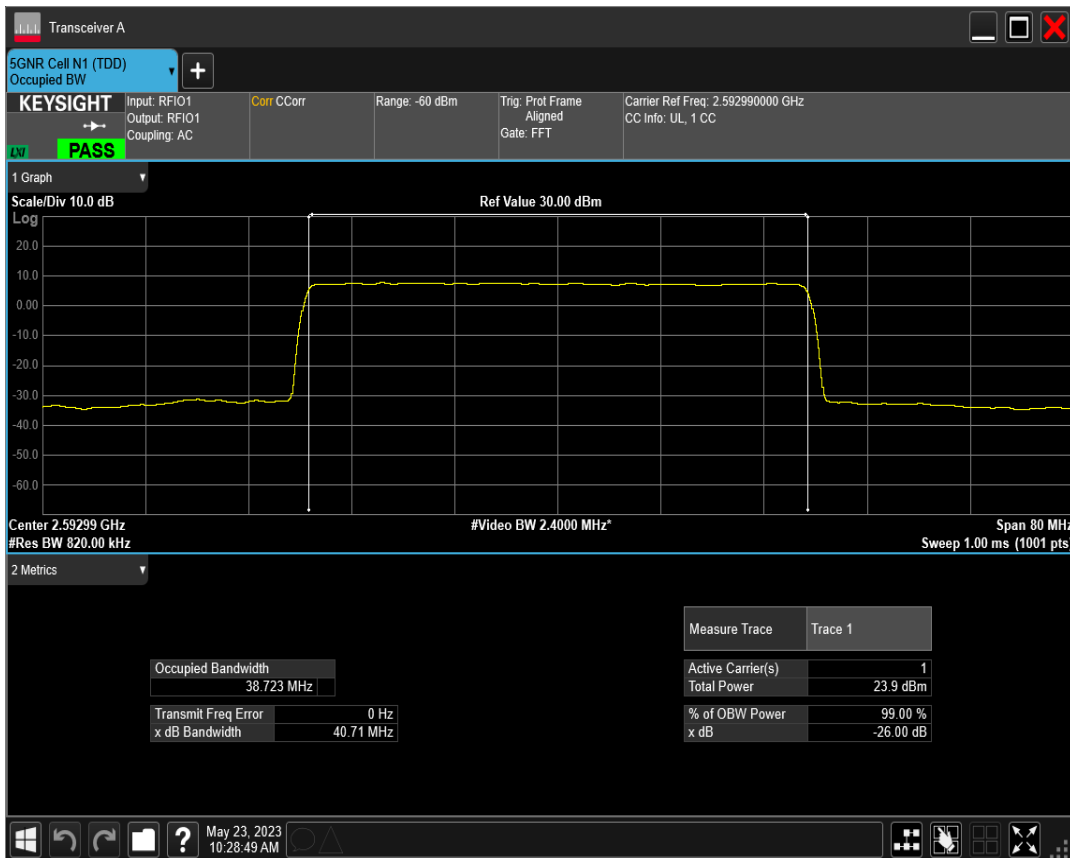 Transceiver A
5GNR Cell N1 (TDD)
Occupied BW
+
KEYSIGHT
LXI
PASS
Input: RFIO1
Output: RFIO1
Coupling: AC
Corr CCorr
Range: -60 dBm
Trig: Prot Frame
Aligned
Gate: FFT
Carrier Ref Freq: 2.592990000 GHz
CC Info: UL, 1 CC
1 Graph
Scale/Div 10.0 dB
Ref Value 30.00 dBm
Log
20.0
10.0
0.00
-10.0
-20.0
-30.0
-40.0
-50.0
-60.0
Center 2.59299 GHz
#Video BW 2.4000 MHz*
Span 80 MHz
#Res BW 820.00 kHz
Sweep 1.00 ms (1001 pts)
2 Metrics
Measure Trace Trace 1
Occupied Bandwidth
38.723 MHz
Active Carrier(s) 1
Total Power 23.9 dBm
Transmit Freq Error 0 Hz
x dB Bandwidth 40.71 MHz
% of OBW Power 99.00 %
x dB -26.00 dB
?
May 23, 2023
10:28:49 AM